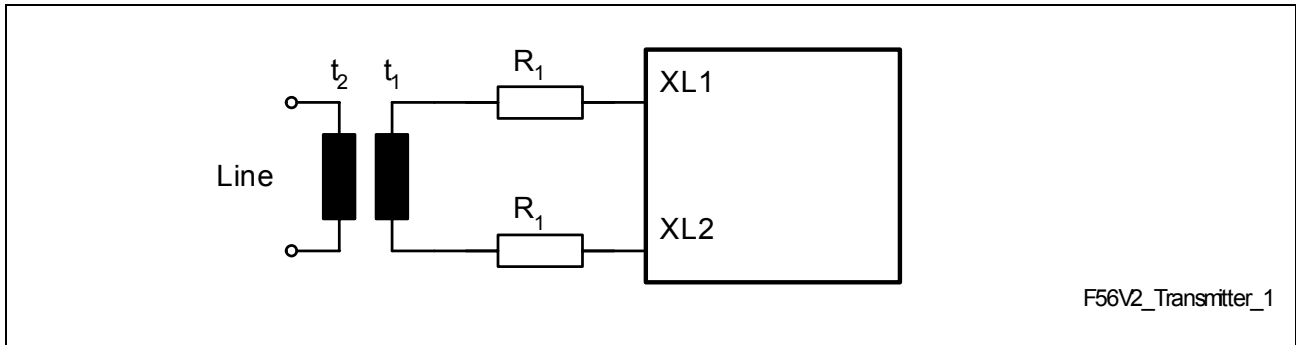 t2 t1 R1 XL1
Line
R1 XL2
F56V2_Transmitter_1